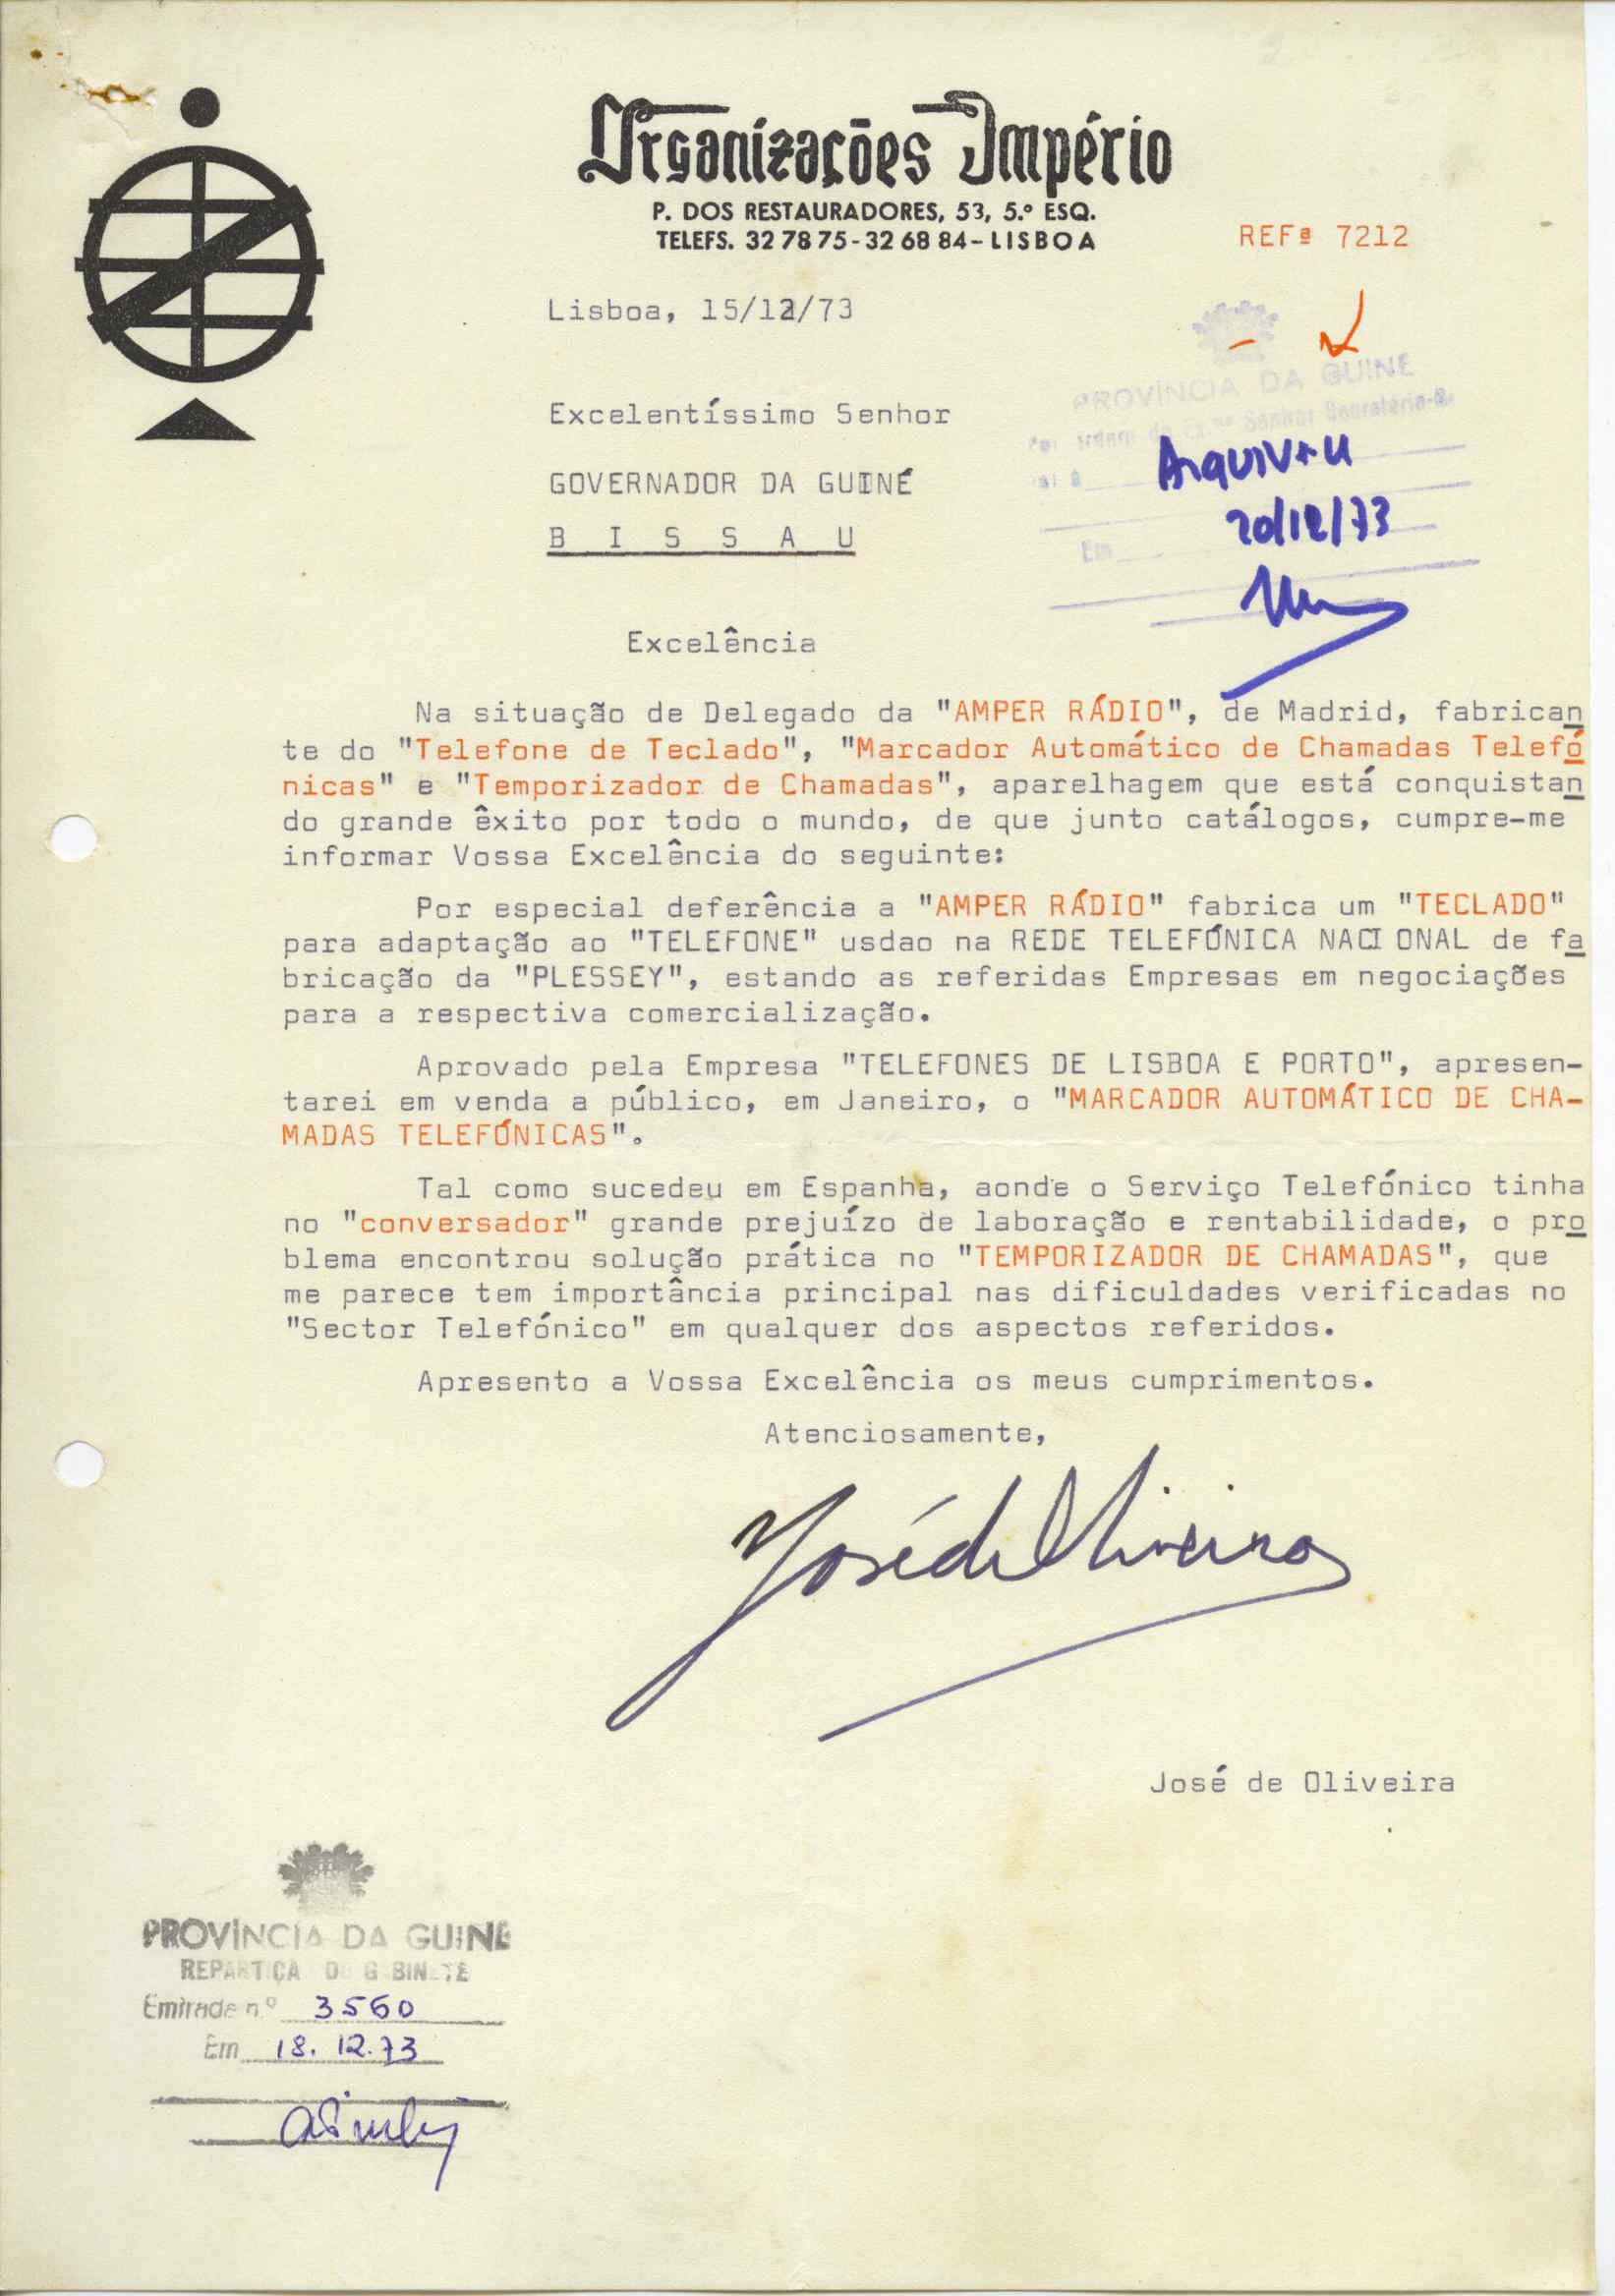 Organizações Império
P. DOS RESTAURADORES, 53, 5.º ESQ.
TELEFS. 32 78 75 - 32 68 84 - LISBOA
REFª 7212
Lisboa, 15/12/73
PROVÍNCIA DA GUINÉ
Excelentíssimo Senhor
Arquiv+u
GOVERNADOR DA GUINÉ
20/12/73
B I S S A U
Em
Excelência
Na situação de Delegado da "AMPER RÁDIO", de Madrid, fabrican
te do "Telefone de Teclado", "Marcador Automático de Chamadas Telefó
nicas" e "Temporizador de Chamadas", aparelhagem que está conquistan
do grande êxito por todo o mundo, de que junto catálogos, cumpre-me
informar Vossa Excelência do seguinte:
Por especial deferência a "AMPER RÁDIO" fabrica um "TECLADO"
para adaptação ao "TELEFONE" usdao na REDE TELEFÓNICA NACIONAL de fa
bricação da "PLESSEY", estando as referidas Empresas em negociações
para a respectiva comercialização.
Aprovado pela Empresa "TELEFONES DE LISBOA E PORTO", apresen-
tarei em venda a público, em Janeiro, o "MARCADOR AUTOMÁTICO DE CHA-
MADAS TELEFÓNICAS".
Tal como sucedeu em Espanha, aonde o Serviço Telefónico tinha
no "conversador" grande prejuízo de laboração e rentabilidade, o pro
blema encontrou solução prática no "TEMPORIZADOR DE CHAMADAS", que
me parece tem importância principal nas dificuldades verificadas no
"Sector Telefónico" em qualquer dos aspectos referidos.
Apresento a Vossa Excelência os meus cumprimentos.
Atenciosamente,
José de Oliveira
José de Oliveira
PROVÍNCIA DA GUINÉ
REPARTIÇÃO DO GABINETE
Entrada n.º 3560
Em 18.12.73